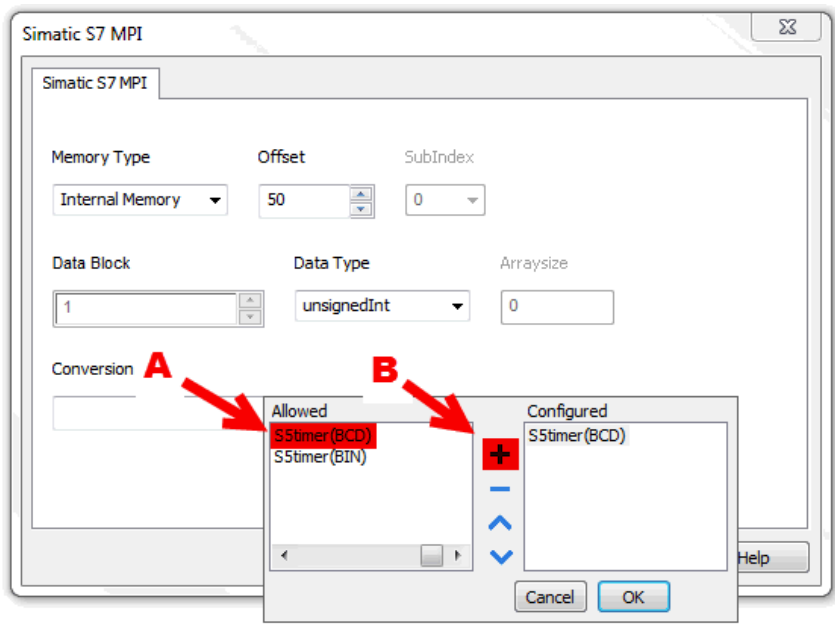 Simatic S7 MPI
Simatic S7 MPI
Memory Type Offset SubIndex
Internal Memory 50 0
Data Block Data Type Arraysize
1 unsignedInt 0
Conversion A B
Allowed Configured
S5timer(BCD) S5timer(BCD)
S5timer(BIN)
Help
Cancel OK